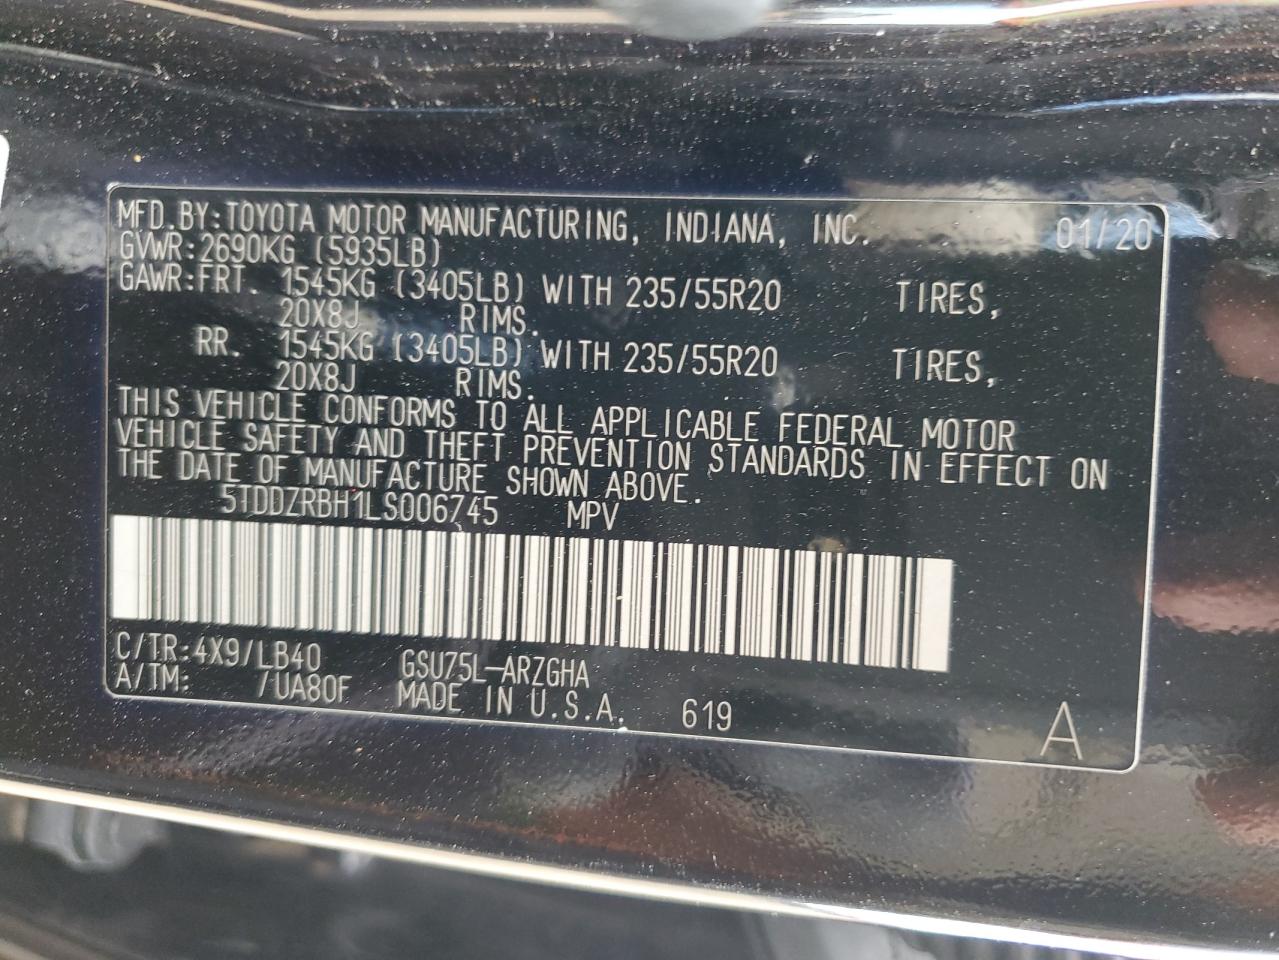 MFD.BY:TOYOTA MOTOR MANUFACTURING, INDIANA, INC. 01/20
GVWR:2690KG (5935LB)
GAWR:FRT. 1545KG (3405LB) WITH 235/55R20 TIRES,
20X8J RIMS.
RR. 1545KG (3405LB) WITH 235/55R20 TIRES,
20X8J RIMS.
THIS VEHICLE CONFORMS TO ALL APPLICABLE FEDERAL MOTOR
VEHICLE SAFETY AND THEFT PREVENTION STANDARDS IN EFFECT ON
THE DATE OF MANUFACTURE SHOWN ABOVE.
5TDDZRBH1LS006745 MPV
C/TR:4X9/LB40 GSU75L-ARZGHA
A/TM: /UA80F MADE IN U.S.A. 619
A